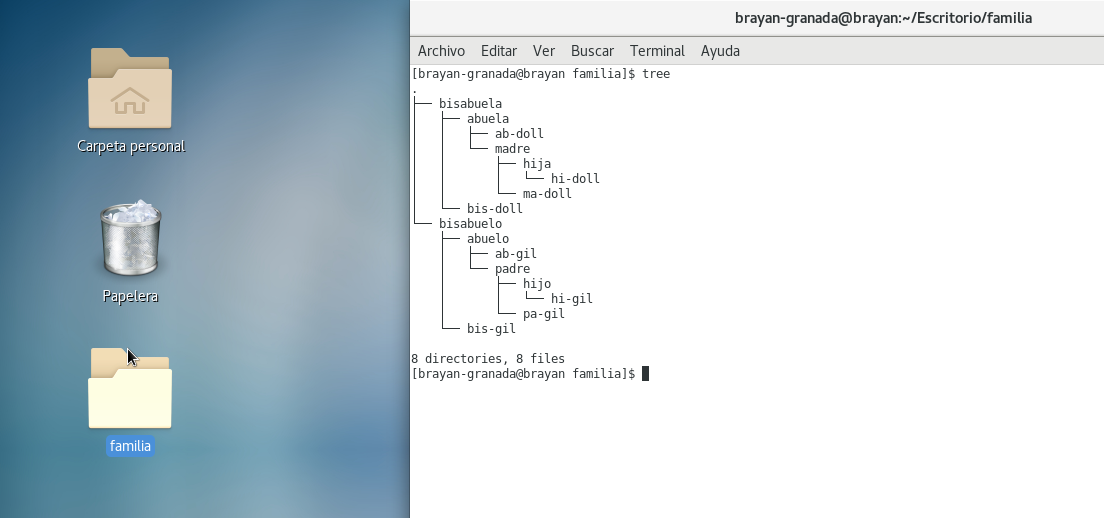 Carpeta personal
Papelera
familia
brayan-granada@brayan:~/Escritorio/familia
Archivo Editar Ver Buscar Terminal Ayuda
[brayan-granada@brayan familia]$ tree
.
├── bisabuela
│   ├── abuela
│   │   ├── ab-doll
│   │   └── madre
│   │       ├── hija
│   │       │   └── hi-doll
│   │       └── ma-doll
│   └── bis-doll
└── bisabuelo
    ├── abuelo
    │   ├── ab-gil
    │   └── padre
    │       ├── hijo
    │       │   └── hi-gil
    │       └── pa-gil
    └── bis-gil
8 directories, 8 files
[brayan-granada@brayan familia]$